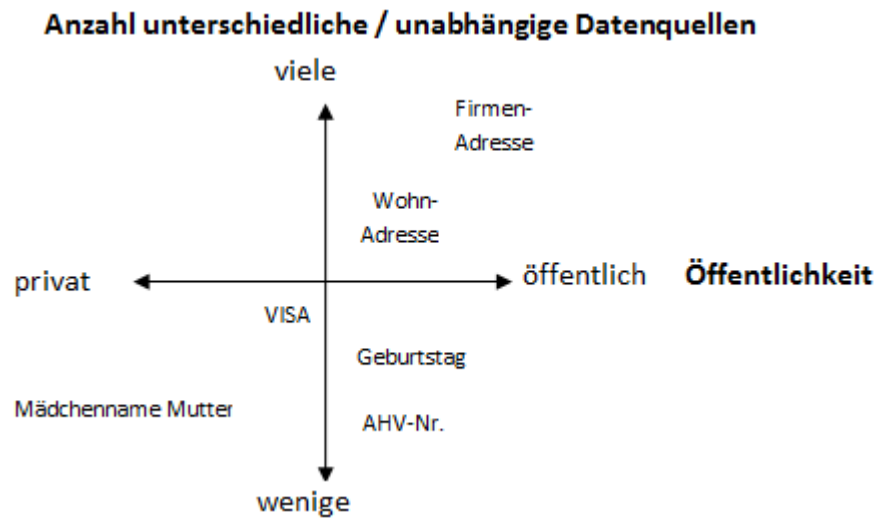 Anzahl unterschiedliche / unabhängige Datenquellen
viele
Firmen-
Adresse
Wohn-
Adresse
privat
öffentlich
Öffentlichkeit
VISA
Geburtstag
Mädchenname Mutter
AHV-Nr.
wenige